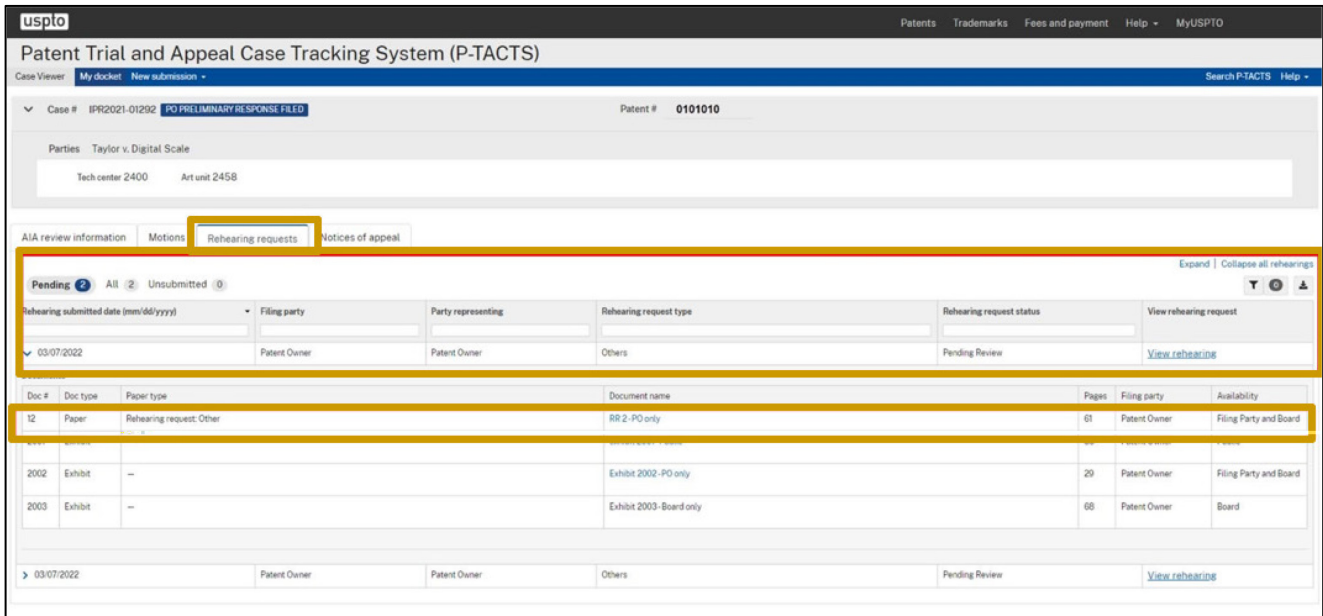 uspto Patents Trademarks Fees and payment Help MyUSPTO
Patent Trial and Appeal Case Tracking System (P-TACTS)
Case Viewer My docket New submission Search P-TACTS Help
Case # IPR2021-01292 PO PRELIMINARY RESPONSE FILED Patent # 0101010
Parties Taylor v. Digital Scale
Tech center 2400 Art unit 2458
AIA review information Motions Rehearing requests Notices of appeal
Expand | Collapse all rehearings
Pending 2 All 2 Unsubmitted 0 0
Rehearing submitted date (mm/dd/yyyy) Filing party Party representing Rehearing request type Rehearing request status View rehearing request
03/07/2022 Patent Owner Patent Owner Others Pending Review View rehearing
Doc # Doc type Paper type Document name Pages Filing party Availability
12 Paper Rehearing request: Other RR 2- PO only 61 Patent Owner Filing Party and Board
2002 Exhibit — Exhibit 2002 - PO only 29 Patent Owner Filing Party and Board
2003 Exhibit — Exhibit 2003- Board only 68 Patent Owner Board
03/07/2022 Patent Owner Patent Owner Others Pending Review View rehearing